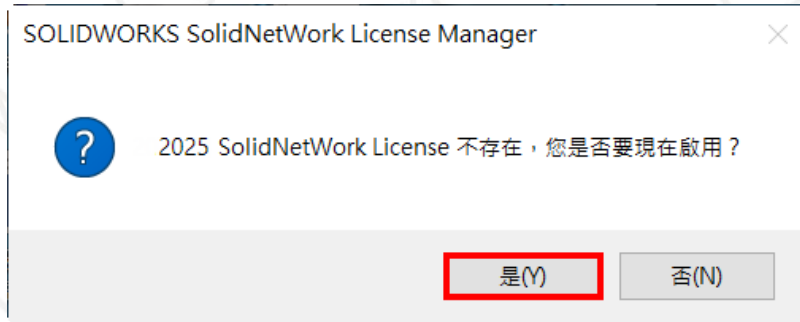 SOLIDWORKS SolidNetWork License Manager
2025 SolidNetWork License 不存在，您是否要現在啟用？
是(Y) 否(N)